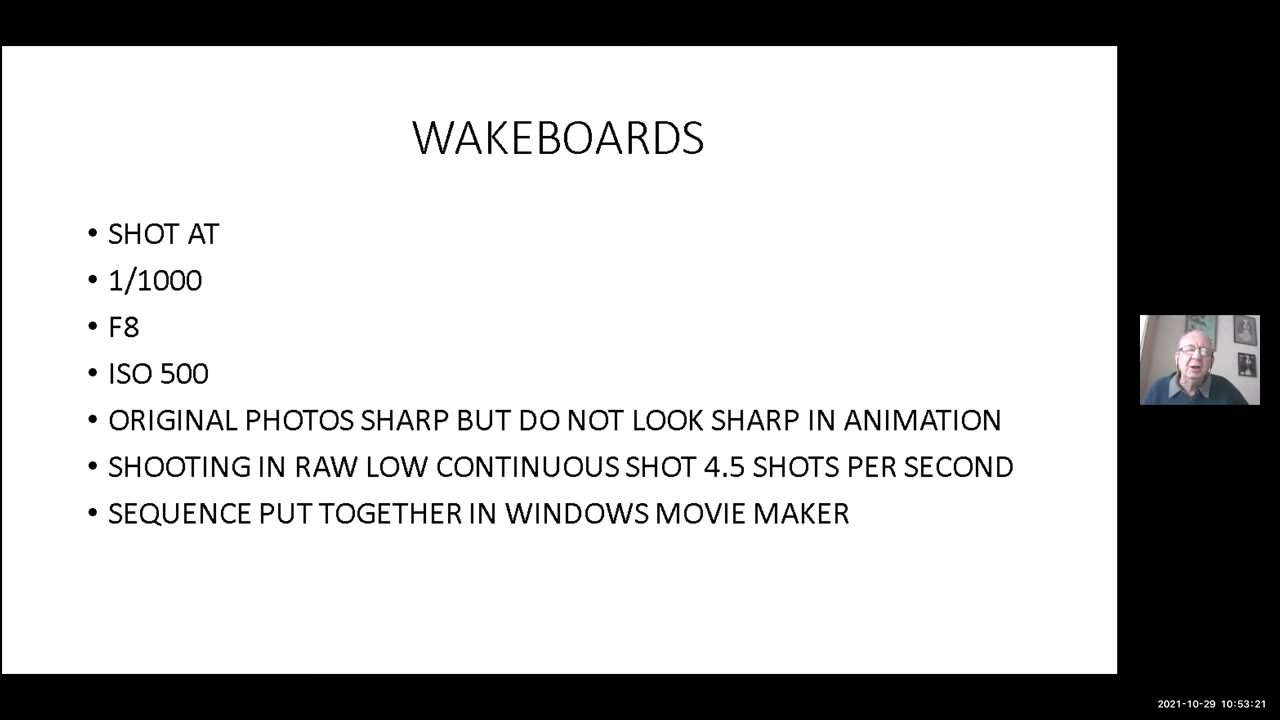 WAKEBOARDS
• SHOT AT
• 1/1000
• F8
• ISO 500
• ORIGINAL PHOTOS SHARP BUT DO NOT LOOK SHARP IN ANIMATION
• SHOOTING IN RAW LOW CONTINUOUS SHOT 4.5 SHOTS PER SECOND
• SEQUENCE PUT TOGETHER IN WINDOWS MOVIE MAKER
2021-10-29 10:53:21